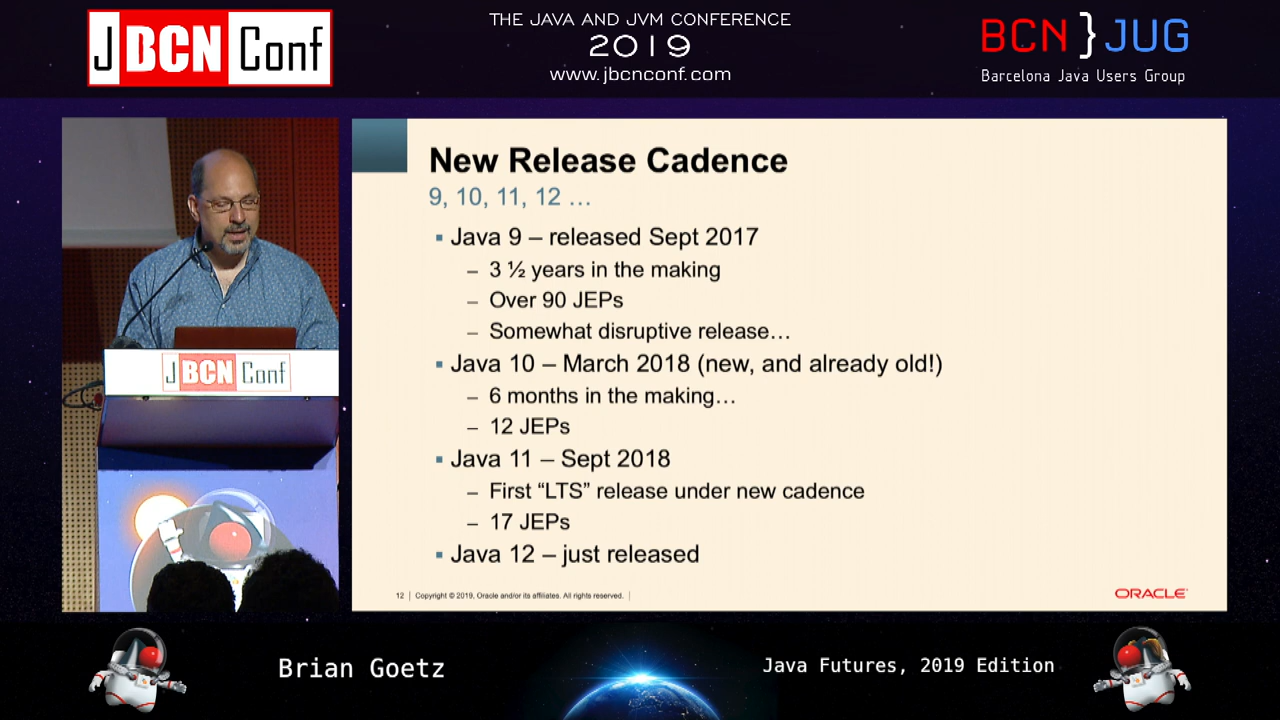 JBCNConf
THE JAVA AND JVM CONFERENCE
2019
www.jbcnconf.com
BCN}JUG
Barcelona Java Users Group
New Release Cadence
9, 10, 11, 12 …
▪ Java 9 – released Sept 2017
– 3 ½ years in the making
– Over 90 JEPs
– Somewhat disruptive release…
▪ Java 10 – March 2018 (new, and already old!)
– 6 months in the making…
– 12 JEPs
▪ Java 11 – Sept 2018
– First “LTS” release under new cadence
– 17 JEPs
▪ Java 12 – just released
12 | Copyright © 2019, Oracle and/or its affiliates. All rights reserved. |
ORACLE
JBCNConf
Brian Goetz
Java Futures, 2019 Edition